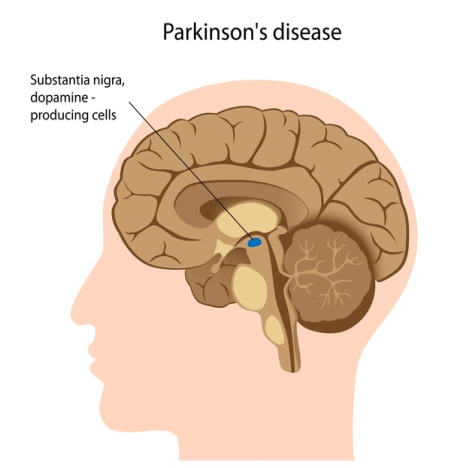 Parkinson's disease
Substantia nigra,
dopamine -
producing cells